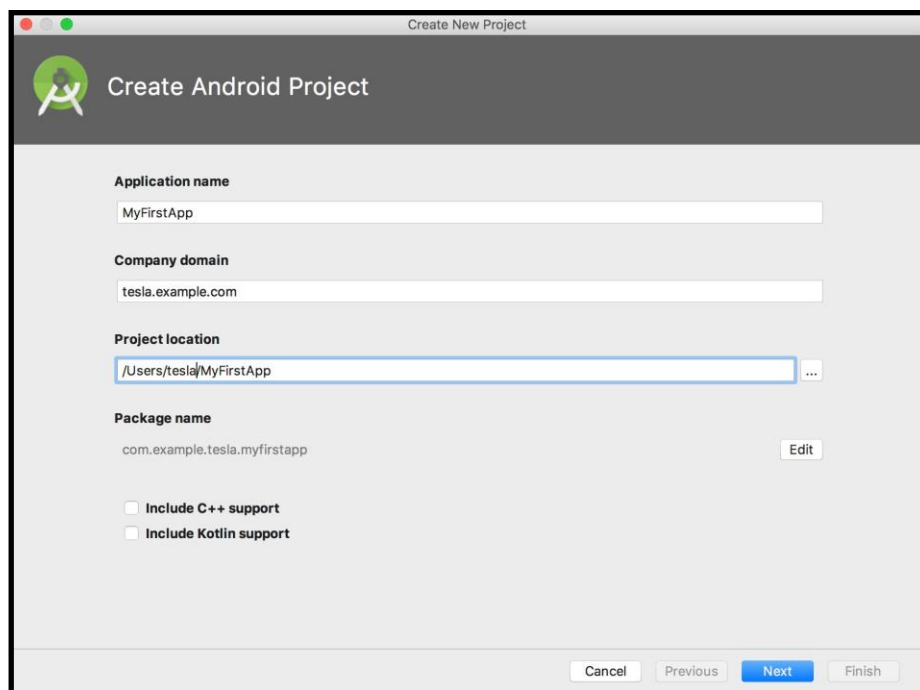 Create New Project
Create Android Project
Application name
MyFirstApp
Company domain
tesla.example.com
Project location
/Users/tesla/MyFirstApp
...
Package name
com.example.tesla.myfirstapp
Edit
Include C++ support
Include Kotlin support
Cancel Previous Next Finish